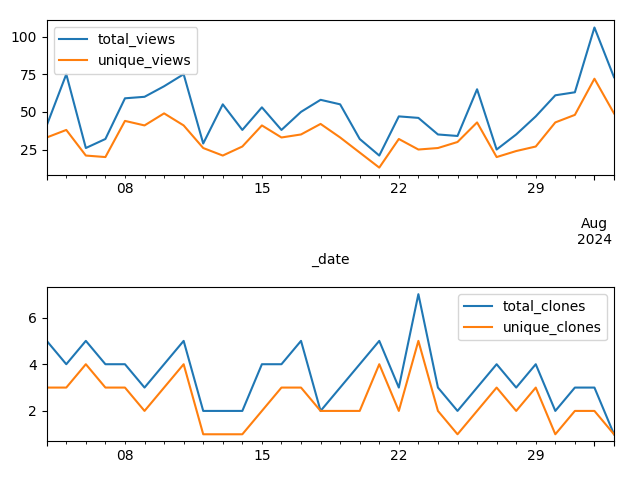 100
75
50
25
total_views
unique_views
08 15 22 29
Aug
2024
_date
6
4
2
total_clones
unique_clones
08 15 22 29